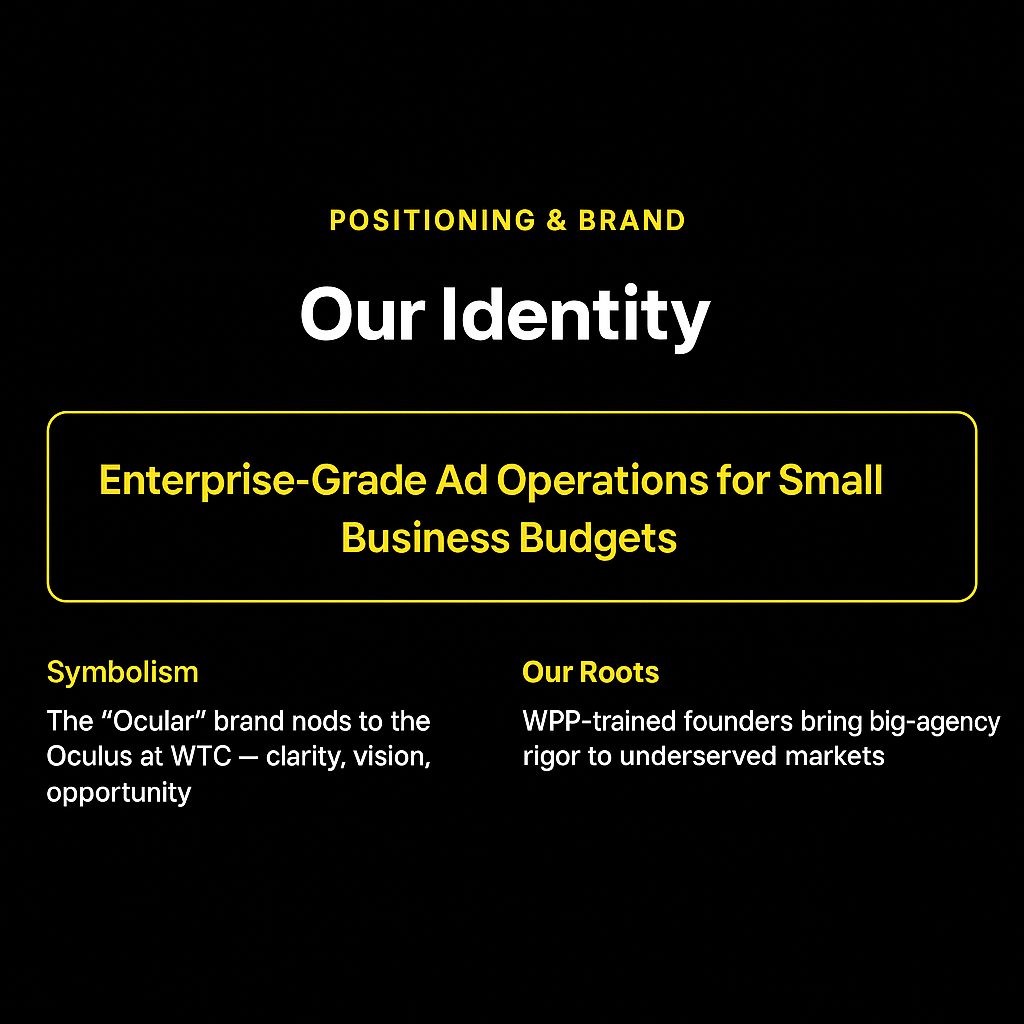 POSITIONING & BRAND
Our Identity
Enterprise-Grade Ad Operations for Small
Business Budgets
Symbolism
The “Ocular” brand nods to the
Oculus at WTC — clarity, vision,
opportunity
Our Roots
WPP-trained founders bring big-agency
rigor to underserved markets